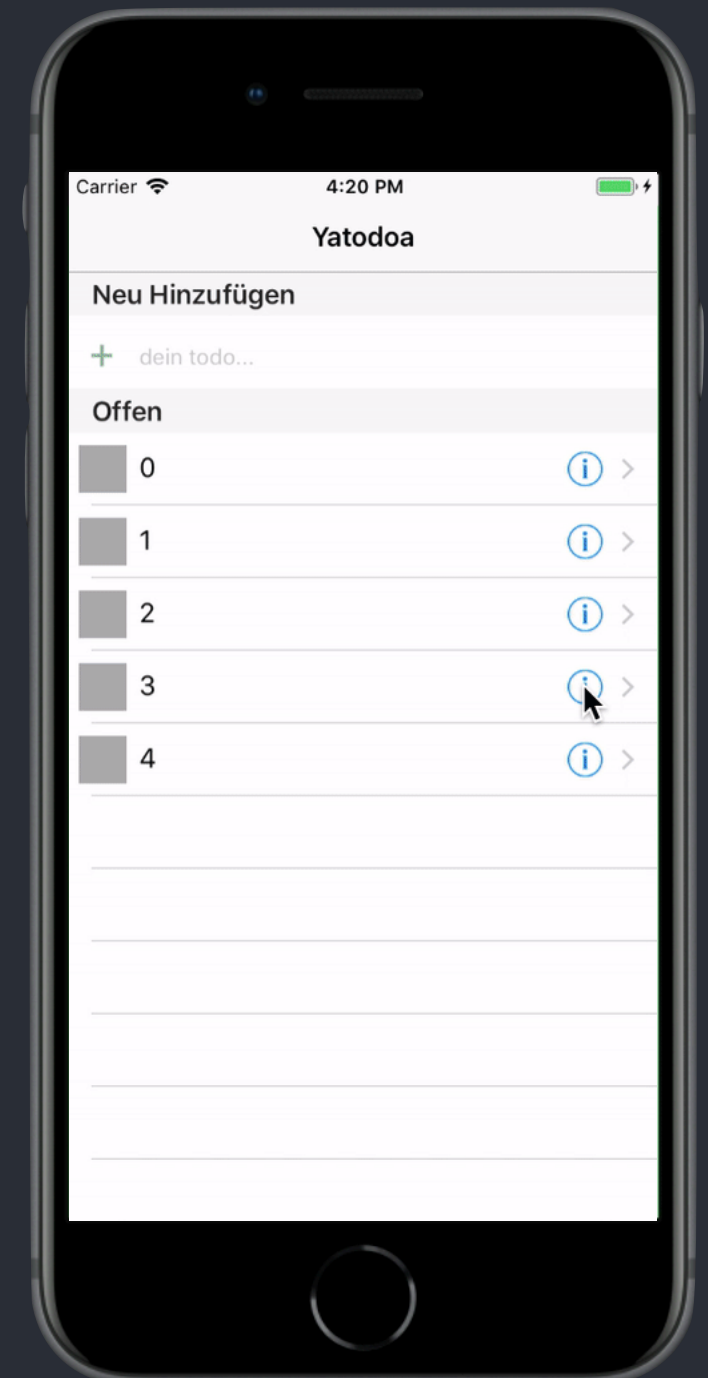 Carrier 4:20 PM
Yatodoa
Neu Hinzufügen
+ dein todo...
Offen
0
1
2
3
4